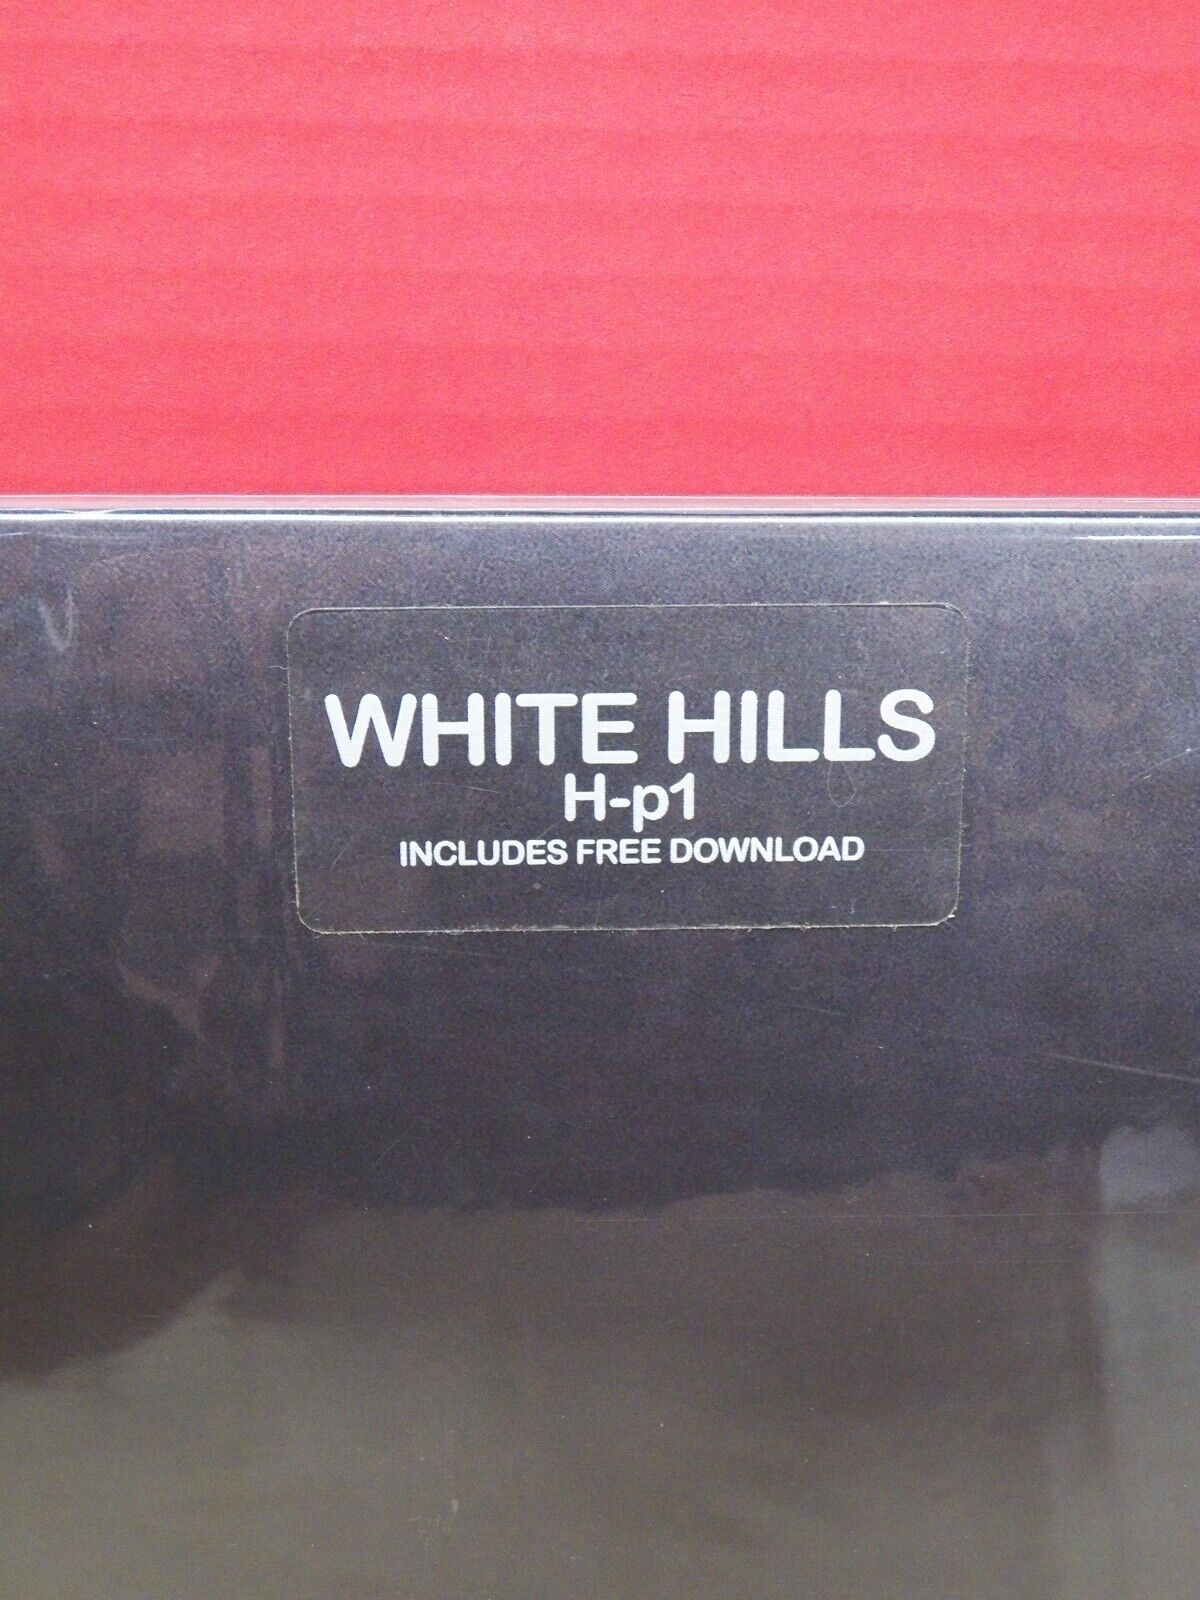 WHITE HILLS
H-p1
INCLUDES FREE DOWNLOAD